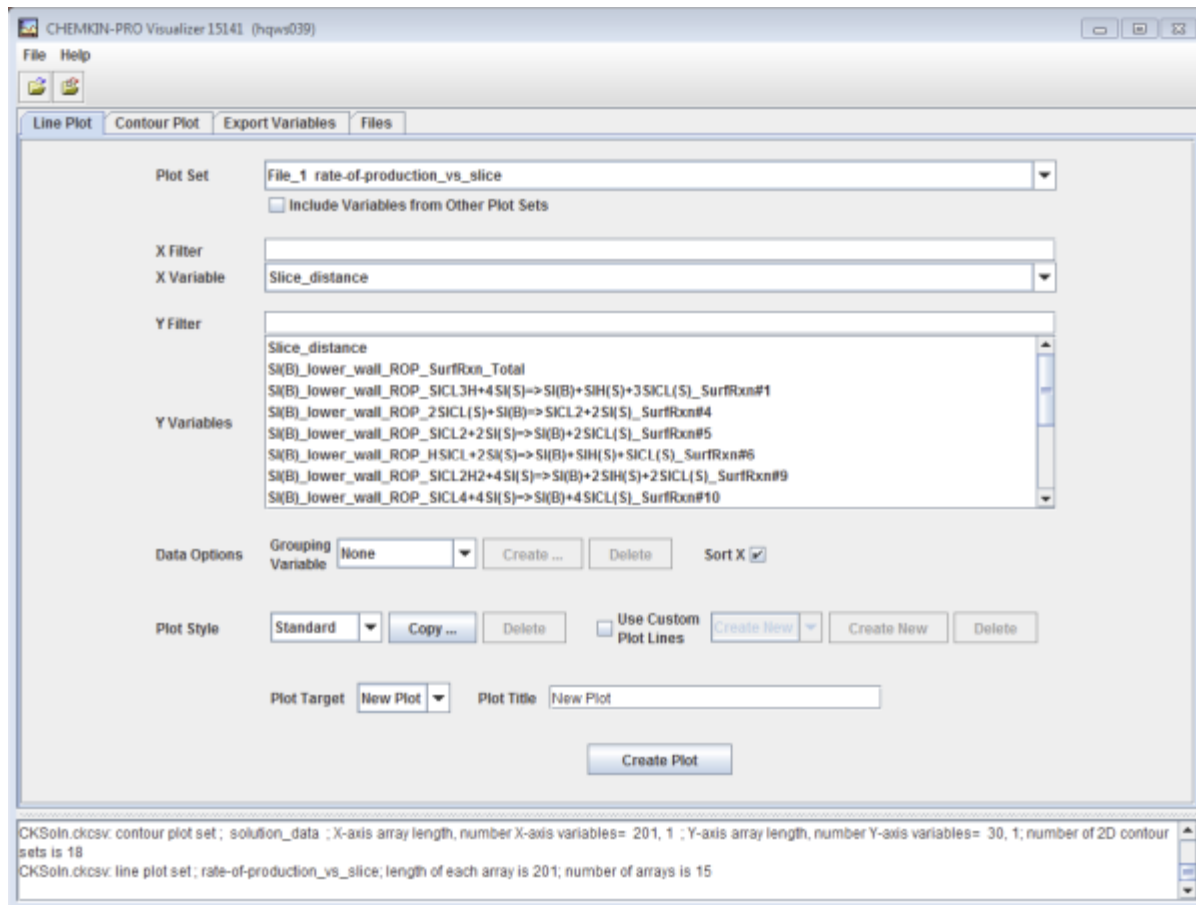 CHEMKIN-PRO Visualizer 15141 (hqws039)
File Help
Line Plot Contour Plot Export Variables Files
Plot Set File_1 rate-of-production_vs_slice
Include Variables from Other Plot Sets
X Filter
X Variable Slice_distance
Y Filter
Slice_distance
SI(B)_lower_wall_ROP_SurfRxn_Total
SI(B)_lower_wall_ROP_SICL3H+4SI(S)=>SI(B)+SIH(S)+3SICL(S)_SurfRxn#1
SI(B)_lower_wall_ROP_2SICL(S)+SI(B)=>SICL2+2SI(S)_SurfRxn#4
Y Variables
SI(B)_lower_wall_ROP_SICL2+2SI(S)=>SI(B)+2SICL(S)_SurfRxn#5
SI(B)_lower_wall_ROP_HSICL+2SI(S)=>SI(B)+SIH(S)+SICL(S)_SurfRxn#6
SI(B)_lower_wall_ROP_SICL2H2+4SI(S)=>SI(B)+2SIH(S)+2SICL(S)_SurfRxn#9
SI(B)_lower_wall_ROP_SICL4+4SI(S)=>SI(B)+4SICL(S)_SurfRxn#10
Data Options Grouping Variable None Create ... Delete Sort X
Plot Style Standard Copy ... Delete Use Custom Plot Lines Create New Create New Delete
Plot Target New Plot Plot Title New Plot
Create Plot
CKSoln.ckcsv: contour plot set ; solution_data ; X-axis array length, number X-axis variables= 201, 1 ; Y-axis array length, number Y-axis variables= 30, 1; number of 2D contour
sets is 18
CKSoln.ckcsv: line plot set ; rate-of-production_vs_slice; length of each array is 201; number of arrays is 15